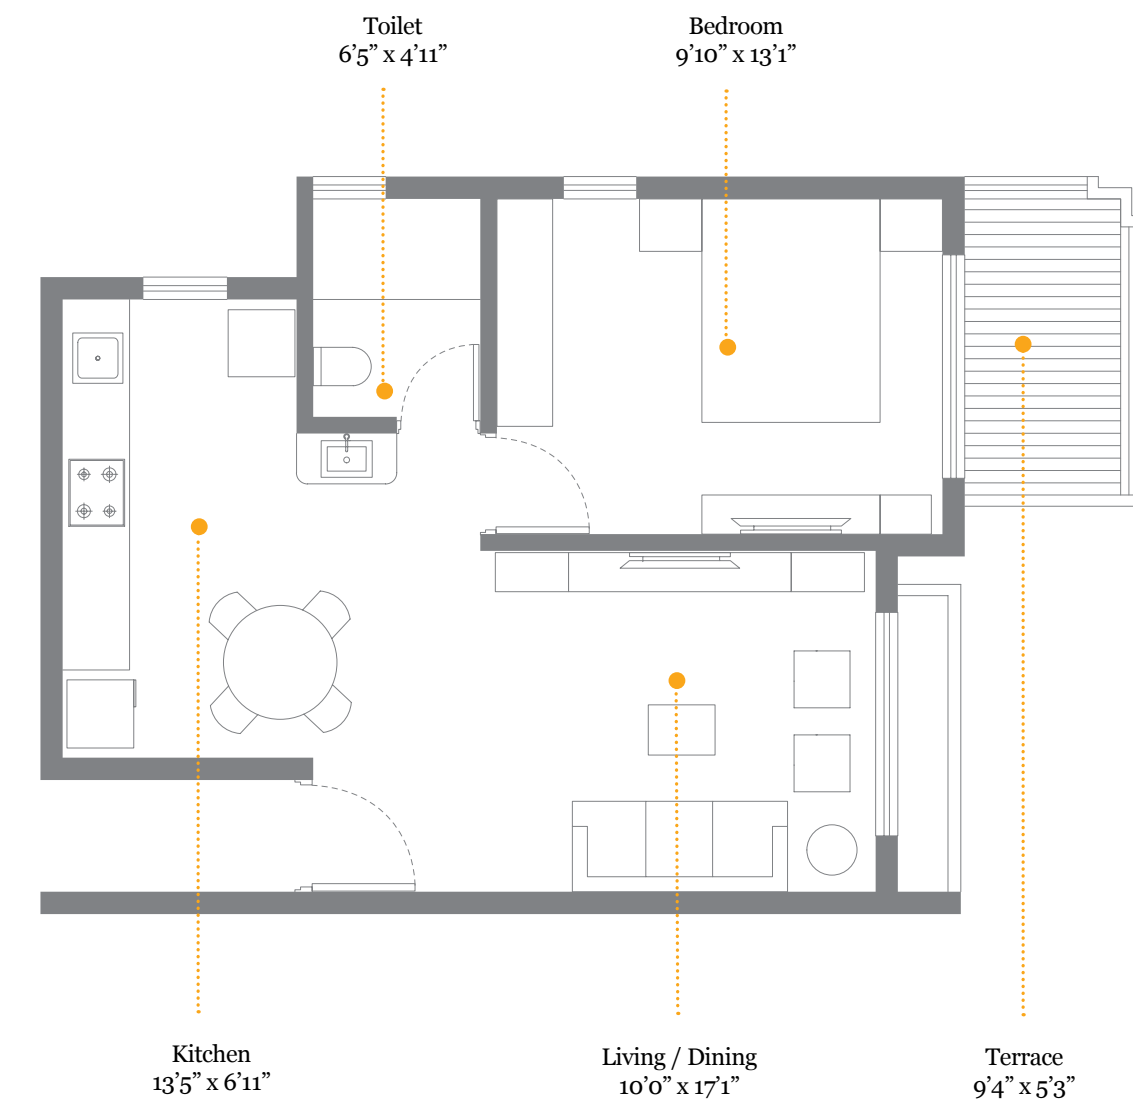 Toilet
6’5” x 4’11”
Bedroom
9’10” x 13’1”
Kitchen
13’5” x 6’11”
Living / Dining
10’0” x 17’1”
Terrace
9’4” x 5’3”